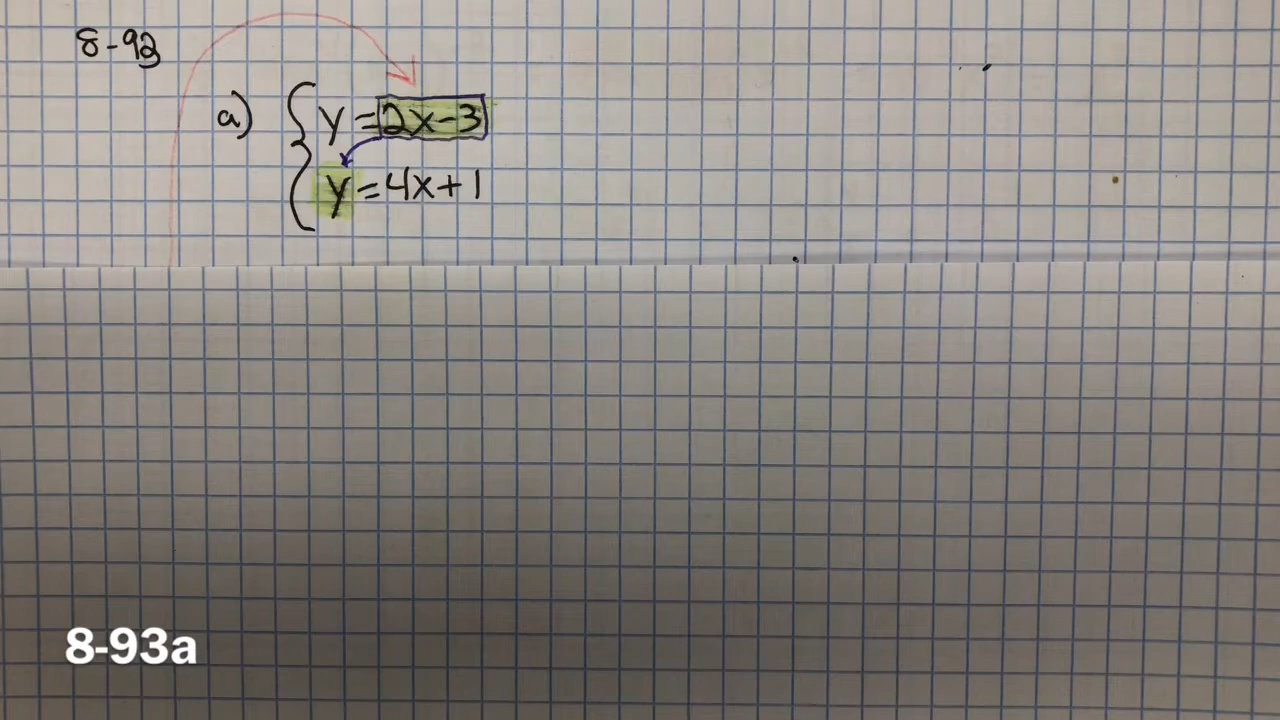 8-93
a) { y = 2x-3
y = 4x+1
8-93a